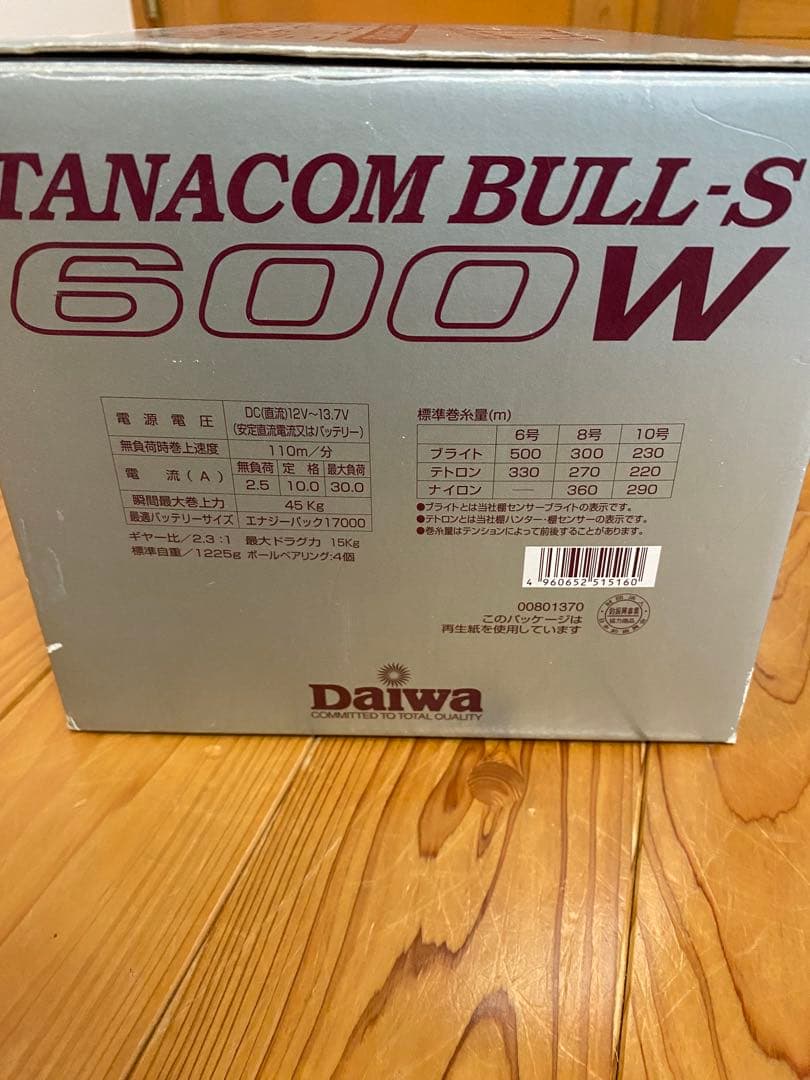 TANACOM BULL-S
600W
電源電圧 DC(直流)12V～13.7V
(安定直流電流又はバッテリー)
無負荷時巻上速度 110m／分
電流(A) 無負荷 定格 最大負荷
2.5 10.0 30.0
瞬間最大巻上力 45Kg
最適バッテリーサイズ エナジーパック17000
ギヤー比／2.3:1 最大ドラグ力 15Kg
標準自重／1225g ボールベアリング:4個
標準巻糸量(m)
6号 8号 10号
ブライト 500 300 230
テトロン 330 270 220
ナイロン — 360 290
●ブライトとは当社棚センサーブライトの表示です。
●テトロンとは当社棚ハンター・棚センサーの表示です。
●巻糸量はテンションによって前後することがあります。
4 960652 515160
00801370
このパッケージは
再生紙を使用しています
Daiwa
COMMITTED TO TOTAL QUALITY